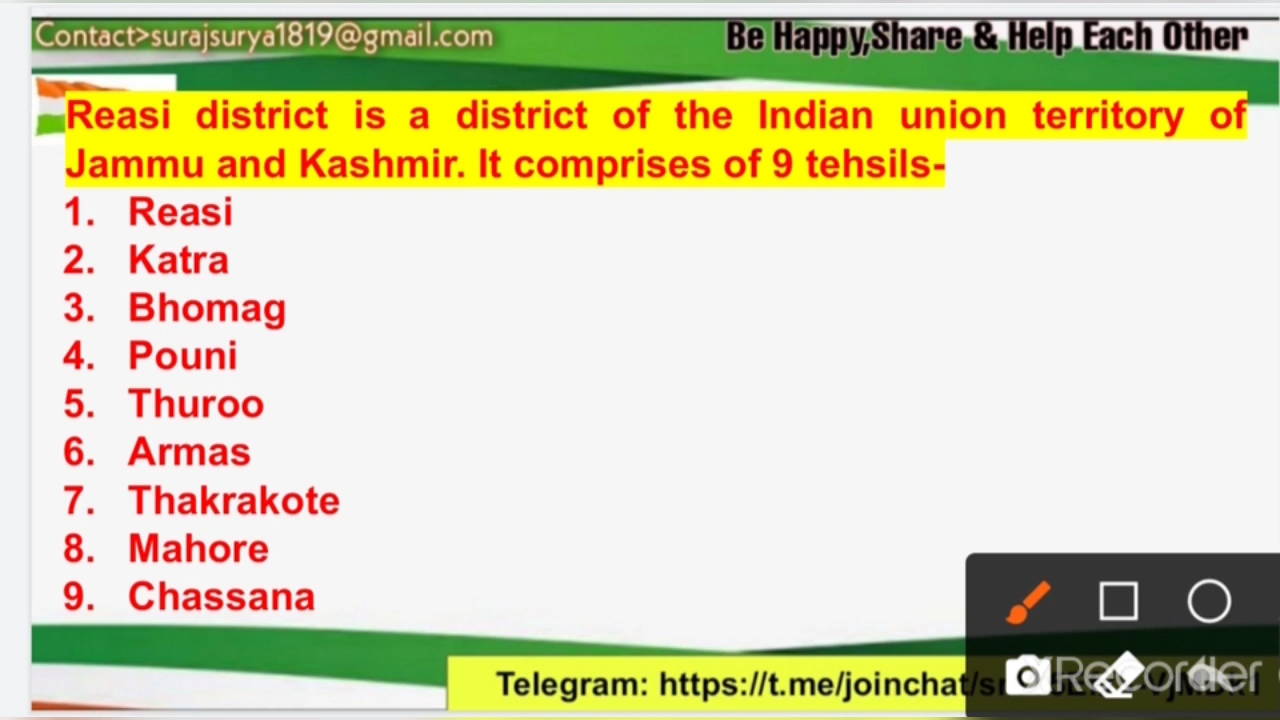 Contact>surajsurya1819@gmail.com
Be Happy,Share & Help Each Other
Reasi district is a district of the Indian union territory of
Jammu and Kashmir. It comprises of 9 tehsils-
1. Reasi
2. Katra
3. Bhomag
4. Pouni
5. Thuroo
6. Armas
7. Thakrakote
8. Mahore
9. Chassana
Telegram: https://t.me/joinchat/
XRecorder